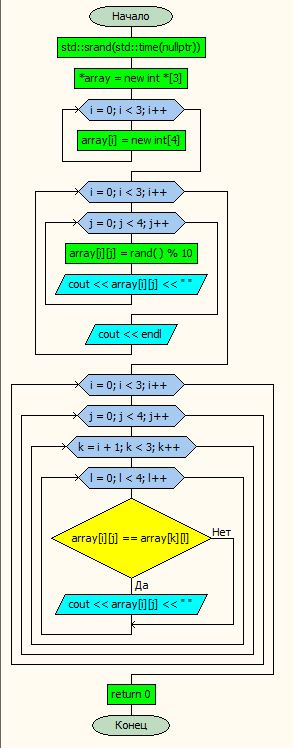 Начало
std::srand(std::time(nullptr))
*array = new int *[3]
i = 0; i < 3; i++
array[i] = new int[4]
i = 0; i < 3; i++
j = 0; j < 4; j++
array[i][j] = rand( ) % 10
cout << array[i][j] << " "
cout << endl
i = 0; i < 3; i++
j = 0; j < 4; j++
k = i + 1; k < 3; k++
l = 0; l < 4; l++
array[i][j] == array[k][l]
Нет
Да
cout << array[i][j] << " "
return 0
Конец